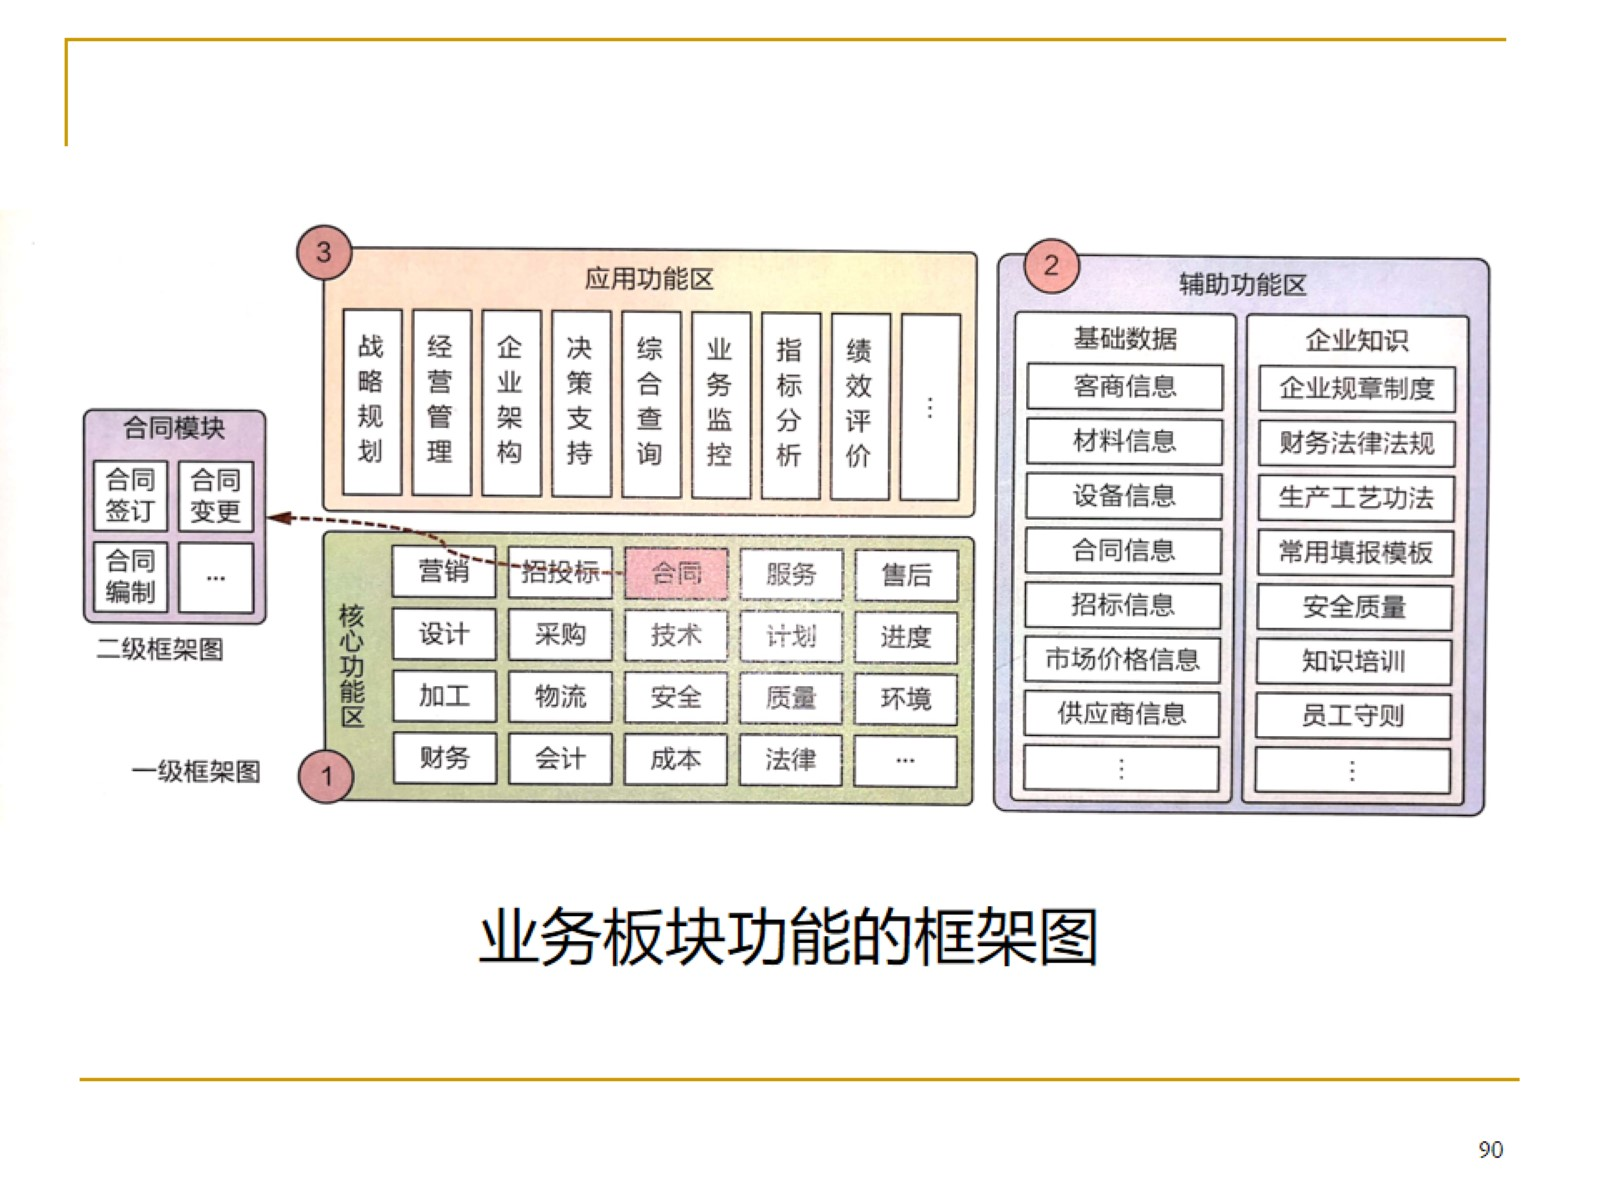 3
应用功能区
战略规划
经营管理
企业架构
决策支持
综合查询
业务监控
指标分析
绩效评价
⋮
2
辅助功能区
基础数据
客商信息
材料信息
设备信息
合同信息
招标信息
市场价格信息
供应商信息
⋮
企业知识
企业规章制度
财务法律法规
生产工艺功法
常用填报模板
安全质量
知识培训
员工守则
⋮
合同模块
合同签订
合同变更
合同编制
...
二级框架图
核心功能区
营销 招投标 合同 服务 售后
设计 采购 技术 计划 进度
加工 物流 安全 质量 环境
财务 会计 成本 法律 ...
一级框架图
1
业务板块功能的框架图
90